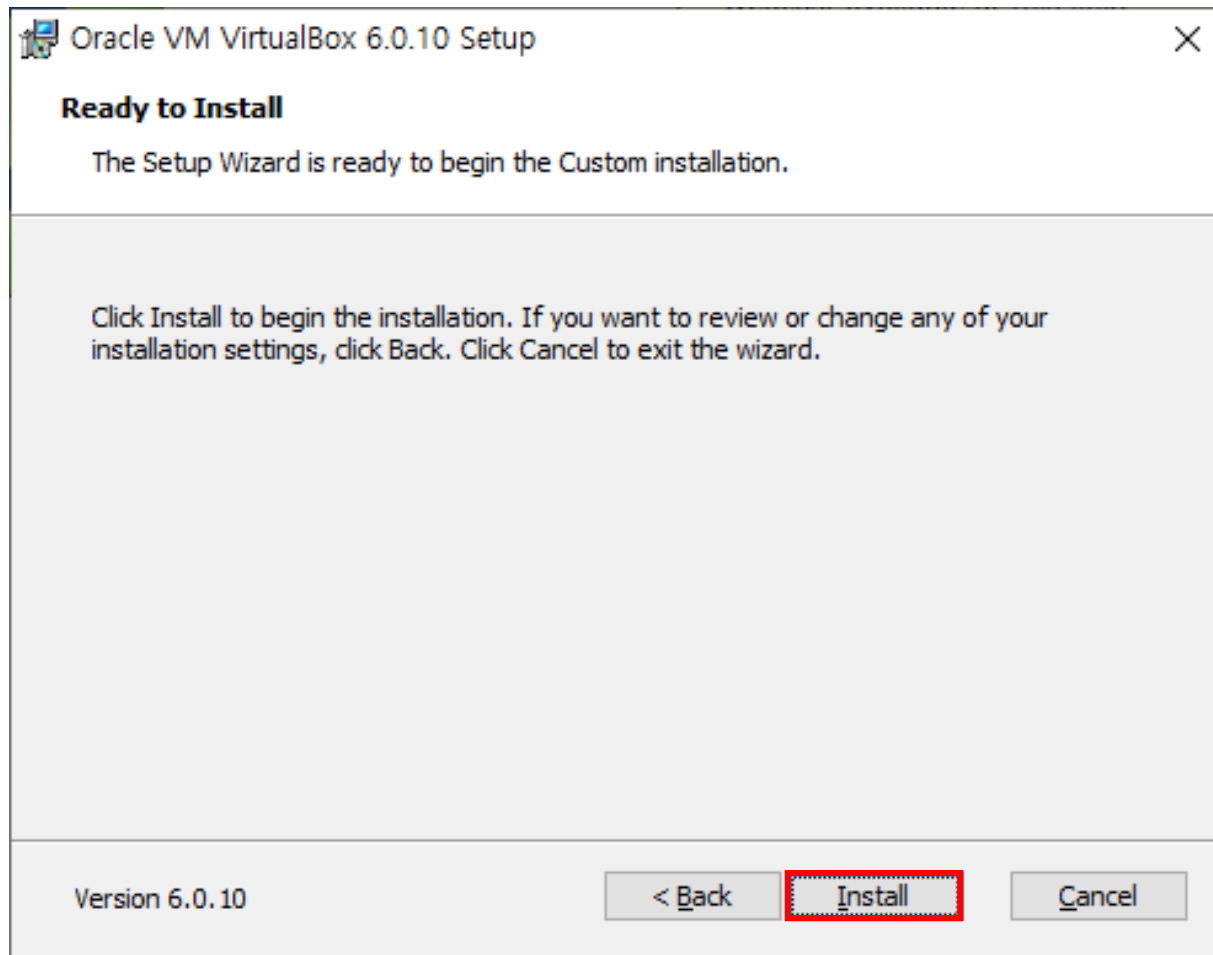 Oracle VM VirtualBox 6.0.10 Setup
Ready to Install
The Setup Wizard is ready to begin the Custom installation.
Click Install to begin the installation. If you want to review or change any of your
installation settings, click Back. Click Cancel to exit the wizard.
Version 6.0.10
< Back
Install
Cancel